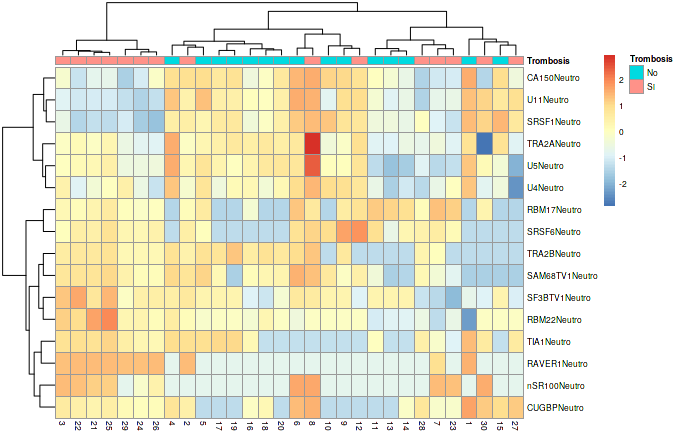 Trombosis
CA150Neutro
U11Neutro
SRSF1Neutro
TRA2ANeutro
U5Neutro
U4Neutro
RBM17Neutro
SRSF6Neutro
TRA2BNeutro
SAM68TV1Neutro
SF3BTV1Neutro
RBM22Neutro
TIA1Neutro
RAVER1Neutro
nSR100Neutro
CUGBPNeutro
3 22 21 25 29 24 26 4 2 5 17 19 16 18 20 6 8 10 9 12 11 13 14 28 7 23 1 30 15 27
2
1
0
-1
-2
Trombosis
No
SI